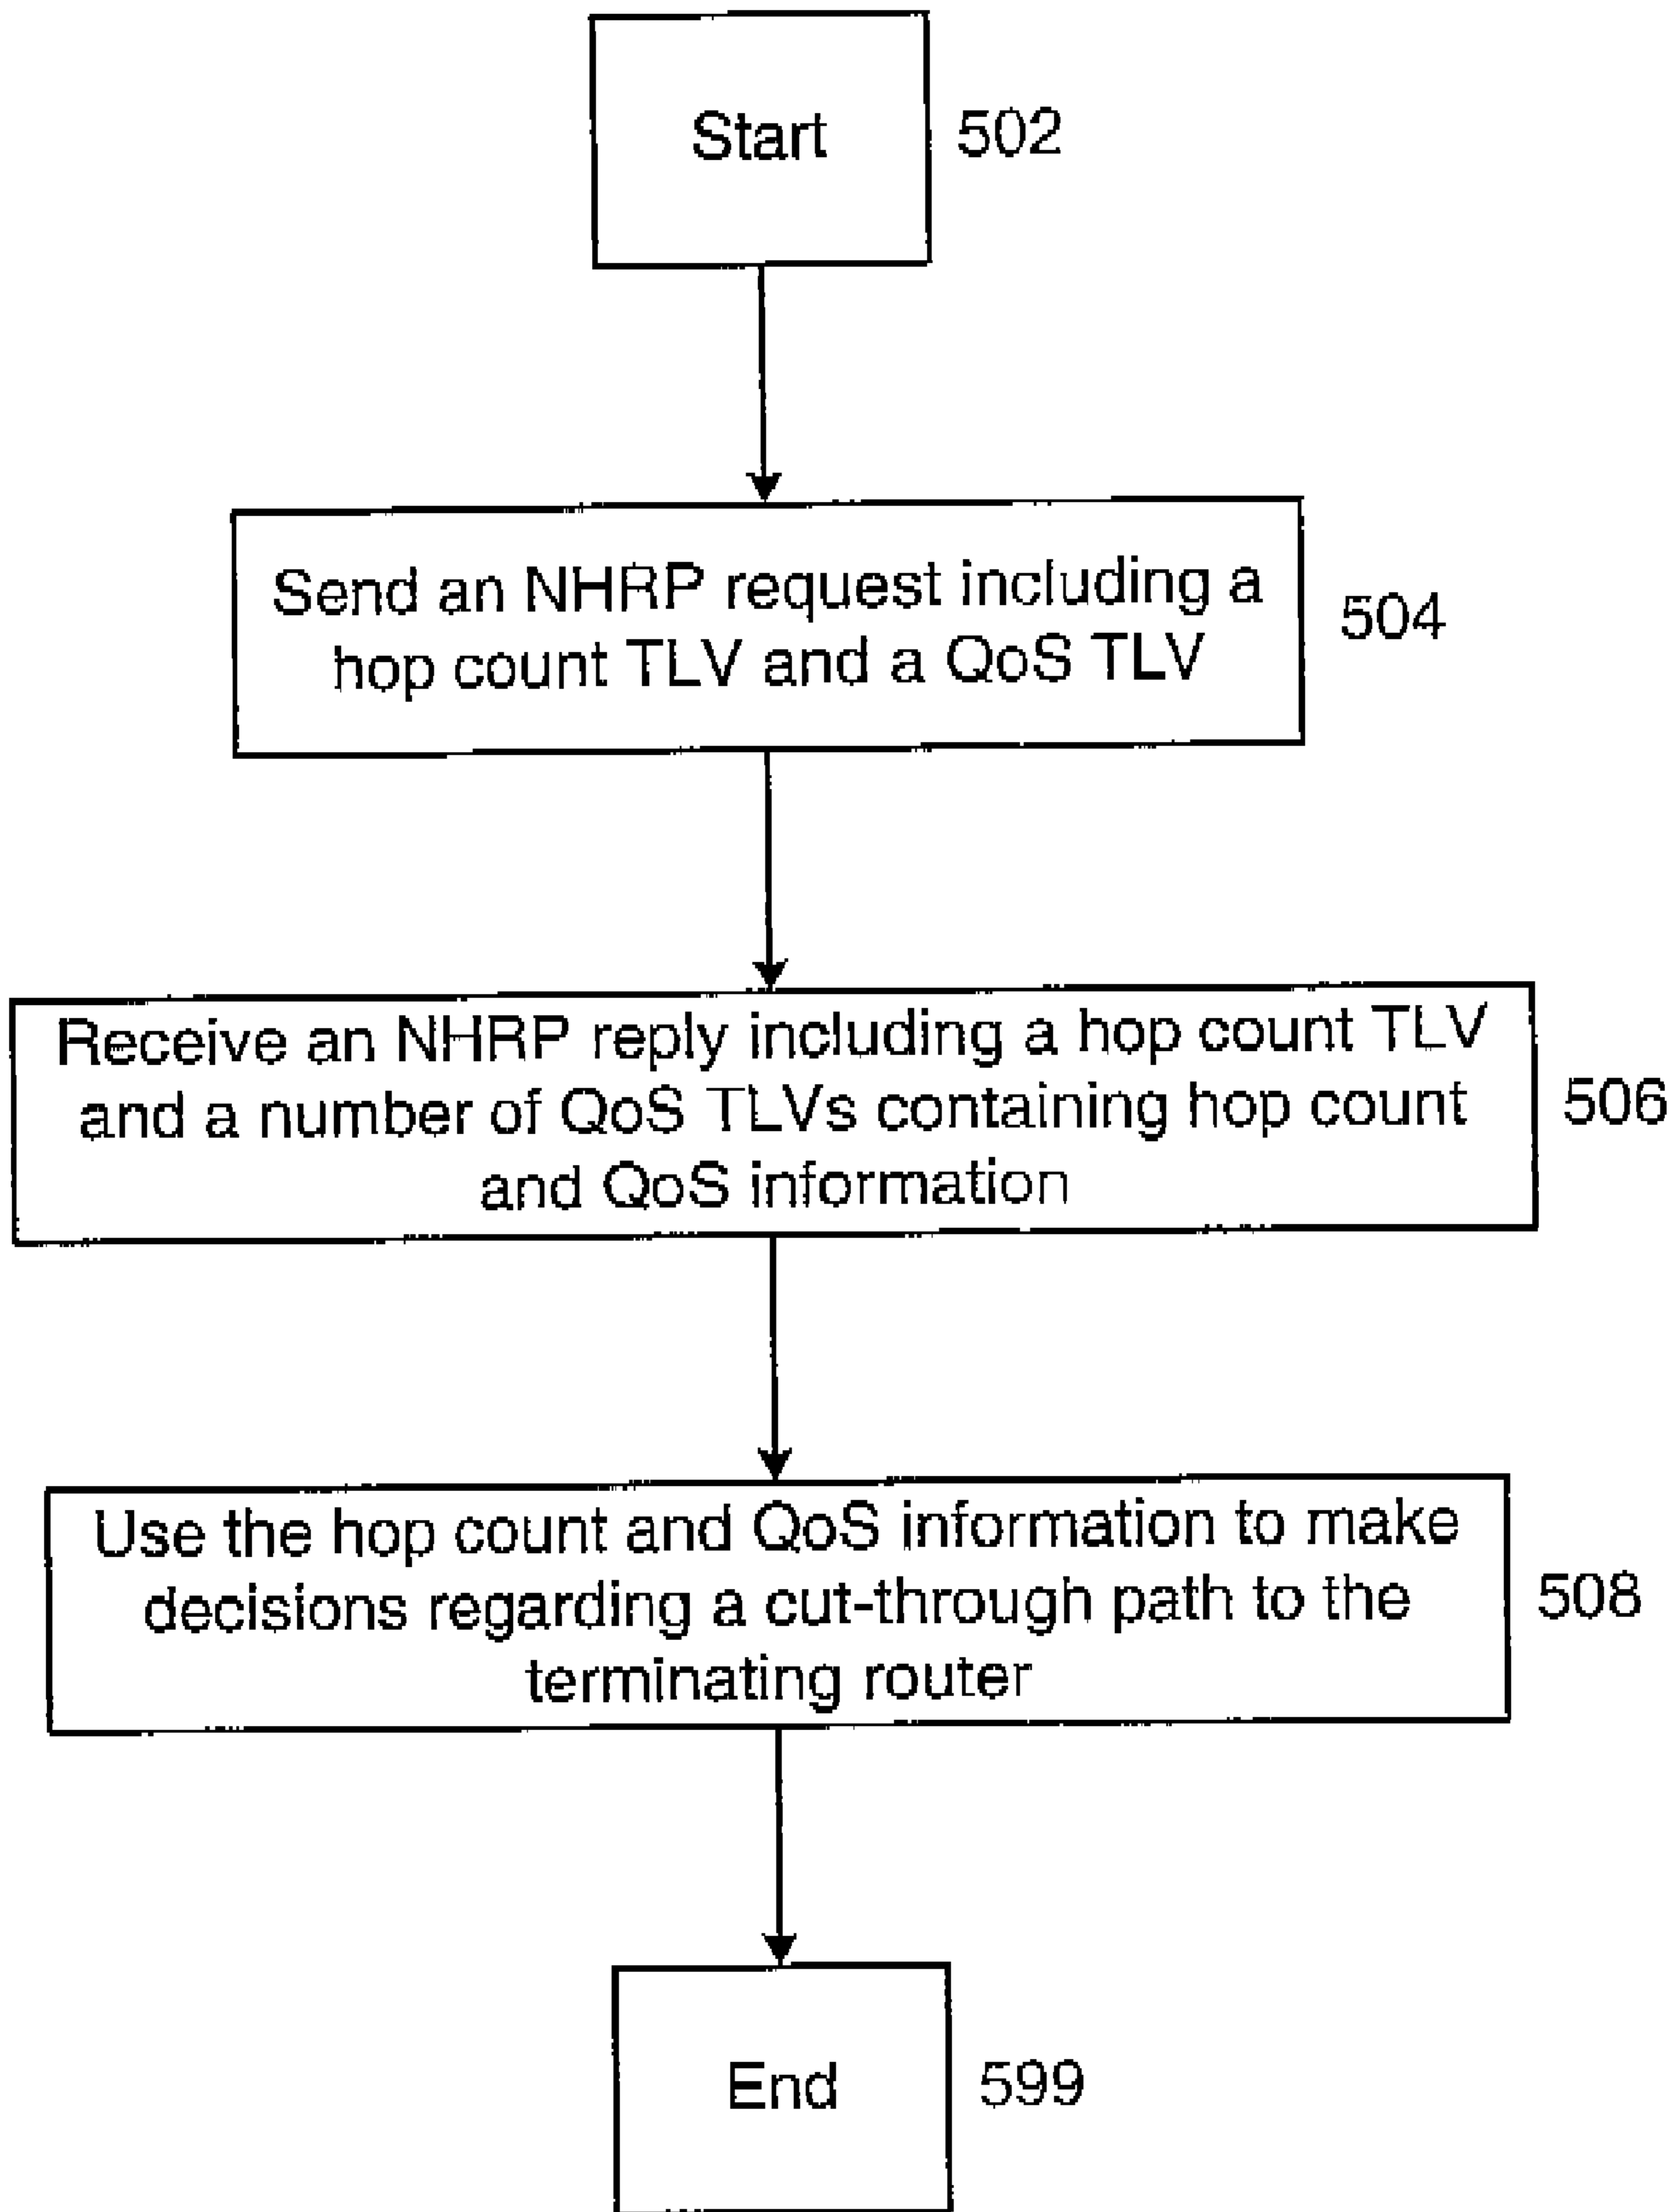 Start
502
Send an NHRP request including a
hop count TLV and a QoS TLV
504
Receive an NHRP reply including a hop count TLV
and a number of QoS TLVs containing hop count
and QoS information
506
Use the hop count and QoS information to make
decisions regarding a cut-through path to the
terminating router
508
End
599